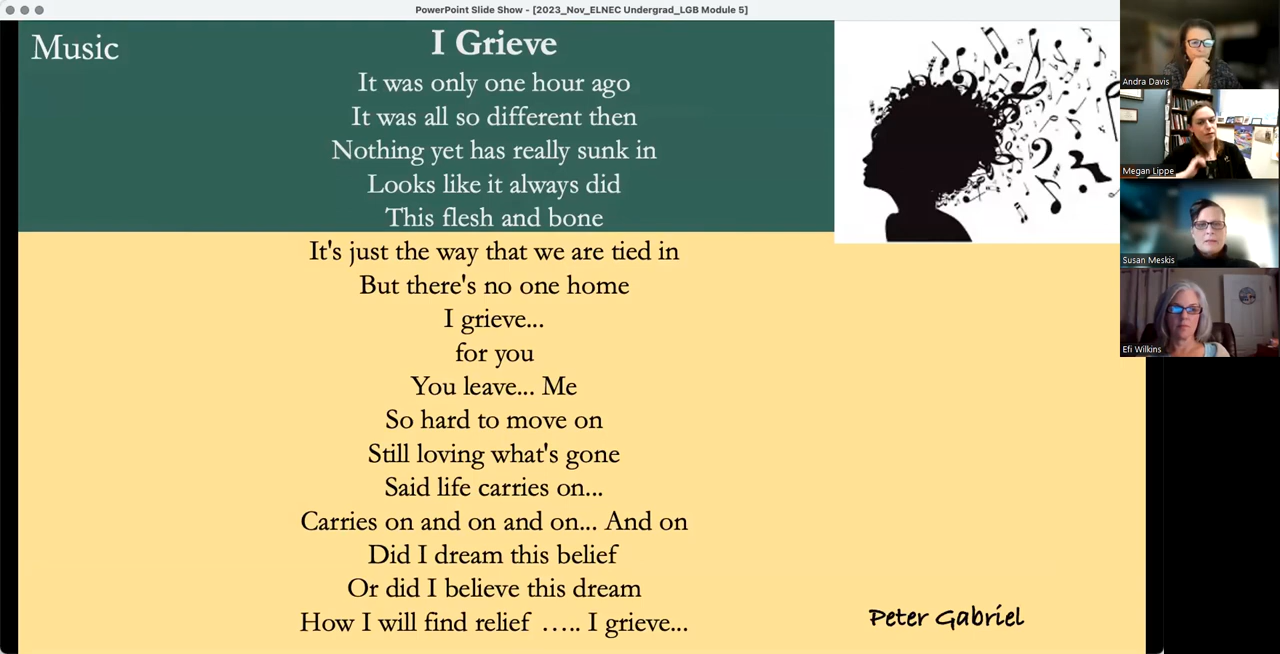 PowerPoint Slide Show - [2023_Nov_ELNEC Undergrad_LGB Module 5]
Music
I Grieve
It was only one hour ago
It was all so different then
Nothing yet has really sunk in
Looks like it always did
This flesh and bone
It's just the way that we are tied in
But there's no one home
I grieve...
for you
You leave... Me
So hard to move on
Still loving what's gone
Said life carries on...
Carries on and on and on... And on
Did I dream this belief
Or did I believe this dream
How I will find relief ….. I grieve...
Peter Gabriel
Andra Davis
Megan Lippe
Susan Meskis
Efi Wilkins